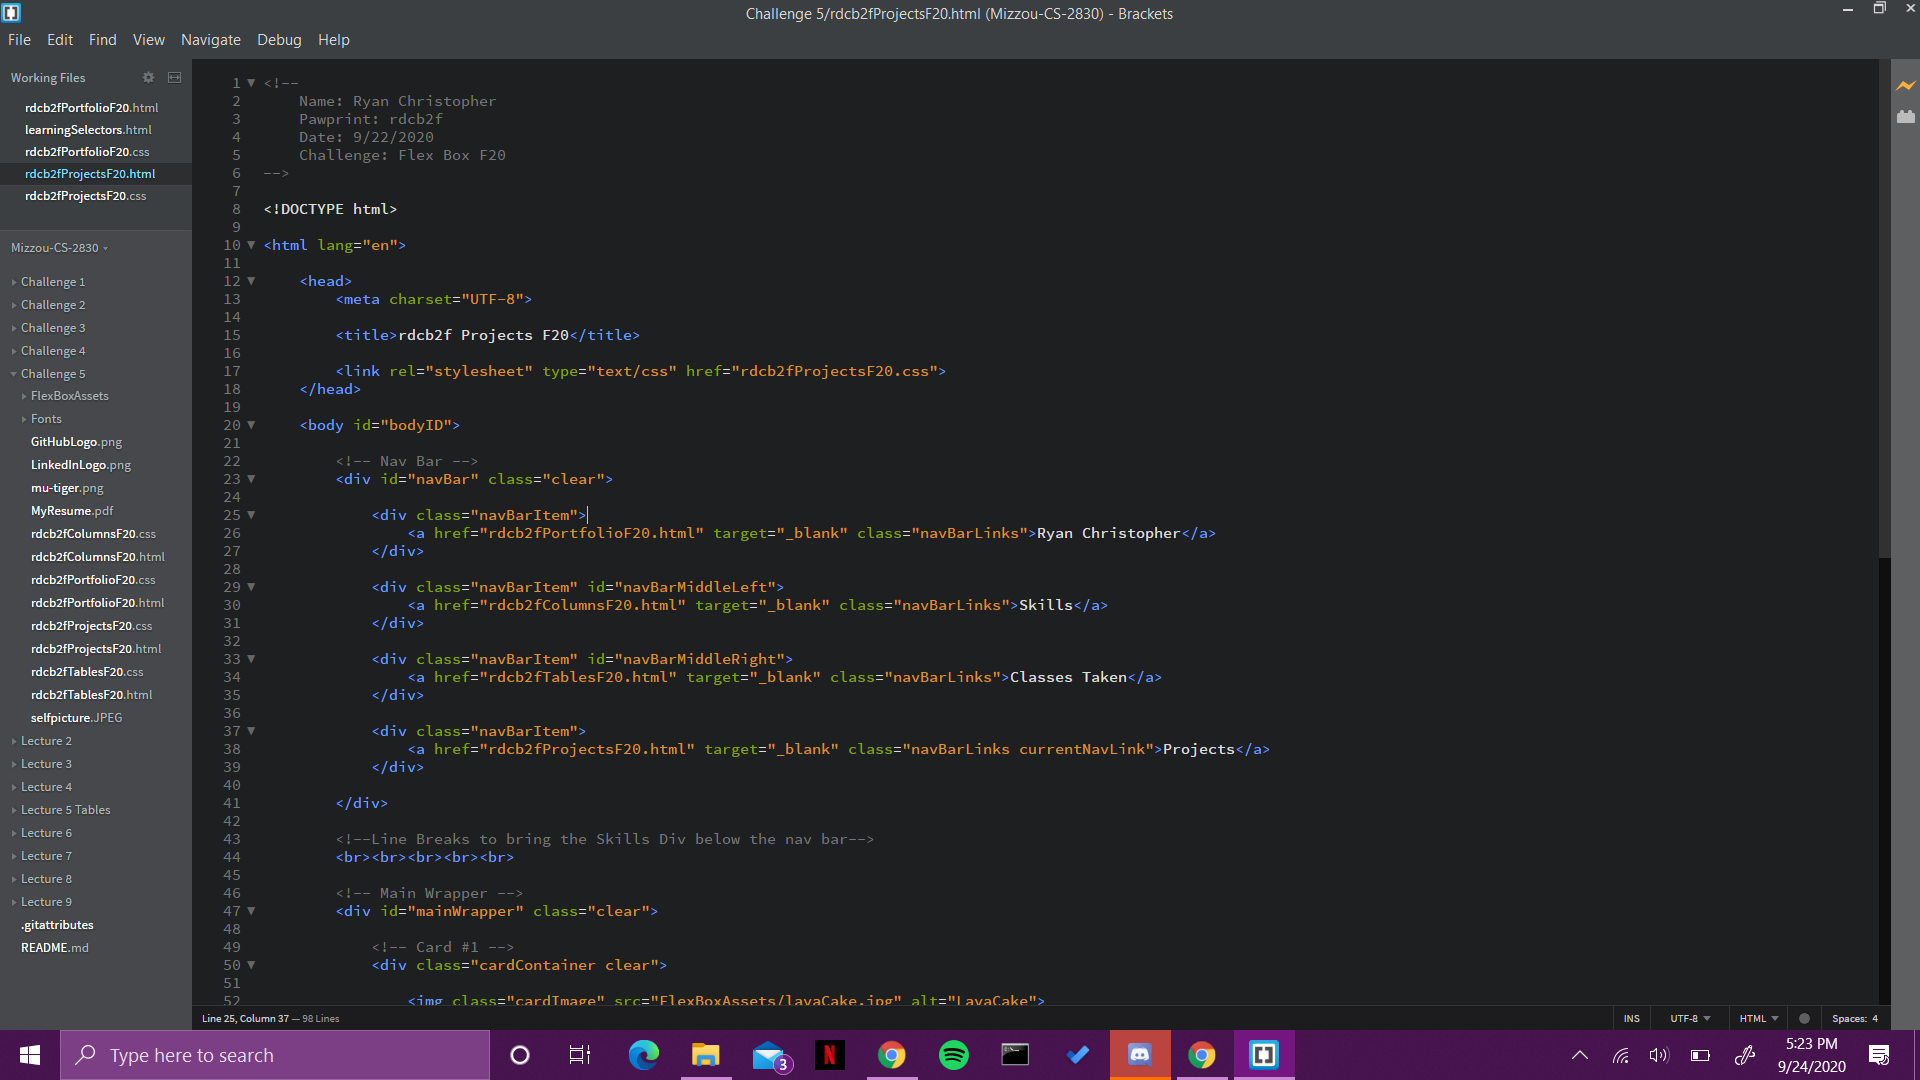 Challenge 5/rdcb2fProjectsF20.html (Mizzou-CS-2830) - Brackets
File Edit Find View Navigate Debug Help
Working Files
rdcb2fPortfolioF20.html
learningSelectors.html
rdcb2fPortfolioF20.css
rdcb2fProjectsF20.html
rdcb2fProjectsF20.css
Mizzou-CS-2830
Challenge 1
Challenge 2
Challenge 3
Challenge 4
Challenge 5
FlexBoxAssets
Fonts
GitHubLogo.png
LinkedInLogo.png
mu-tiger.png
MyResume.pdf
rdcb2fColumnsF20.css
rdcb2fColumnsF20.html
rdcb2fPortfolioF20.css
rdcb2fPortfolioF20.html
rdcb2fProjectsF20.css
rdcb2fProjectsF20.html
rdcb2fTablesF20.css
rdcb2fTablesF20.html
selfpicture.JPEG
Lecture 2
Lecture 3
Lecture 4
Lecture 5 Tables
Lecture 6
Lecture 7
Lecture 8
Lecture 9
.gitattributes
README.md
1 <!--
2 Name: Ryan Christopher
3 Pawprint: rdcb2f
4 Date: 9/22/2020
5 Challenge: Flex Box F20
6 -->
7
8 <!DOCTYPE html>
9
10 <html lang="en">
11
12 <head>
13 <meta charset="UTF-8">
14
15 <title>rdcb2f Projects F20</title>
16
17 <link rel="stylesheet" type="text/css" href="rdcb2fProjectsF20.css">
18 </head>
19
20 <body id="bodyID">
21
22 <!-- Nav Bar -->
23 <div id="navBar" class="clear">
24
25 <div class="navBarItem">
26 <a href="rdcb2fPortfolioF20.html" target="_blank" class="navBarLinks">Ryan Christopher</a>
27 </div>
28
29 <div class="navBarItem" id="navBarMiddleLeft">
30 <a href="rdcb2fColumnsF20.html" target="_blank" class="navBarLinks">Skills</a>
31 </div>
32
33 <div class="navBarItem" id="navBarMiddleRight">
34 <a href="rdcb2fTablesF20.html" target="_blank" class="navBarLinks">Classes Taken</a>
35 </div>
36
37 <div class="navBarItem">
38 <a href="rdcb2fProjectsF20.html" target="_blank" class="navBarLinks currentNavLink">Projects</a>
39 </div>
40
41 </div>
42
43 <!--Line Breaks to bring the Skills Div below the nav bar-->
44 <br><br><br><br><br>
45
46 <!-- Main Wrapper -->
47 <div id="mainWrapper" class="clear">
48
49 <!-- Card #1 -->
50 <div class="cardContainer clear">
51
52 <img class="cardImage" src="FlexBoxAssets/lavaCake.jpg" alt="LavaCake">
Line 25, Column 37 — 98 Lines
INS UTF-8 HTML Spaces: 4
Type here to search
3
N
5:23 PM
9/24/2020